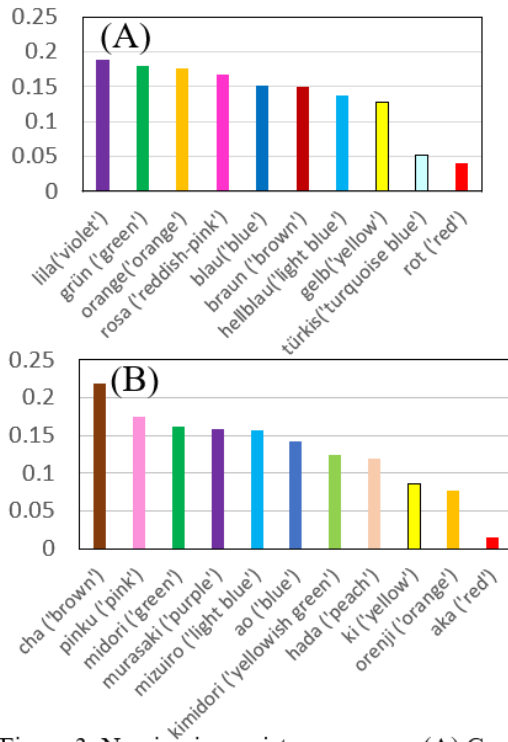 (A)
0.25
0.2
0.15
0.1
0.05
0
lila('violet')
grün ('green')
orange('orange')
rosa ('reddish-pink')
blau('blue')
braun ('brown')
hellblau('light blue')
gelb('yellow')
türkis('turquoise blue')
rot ('red')
(B)
0.25
0.2
0.15
0.1
0.05
0
cha ('brown')
pinku ('pink')
midori ('green')
murasaki ('purple')
mizuiro ('light blue')
ao ('blue')
kimidori ('yellowish green')
hada ('peach')
ki ('yellow')
orenji ('orange')
aka ('red')